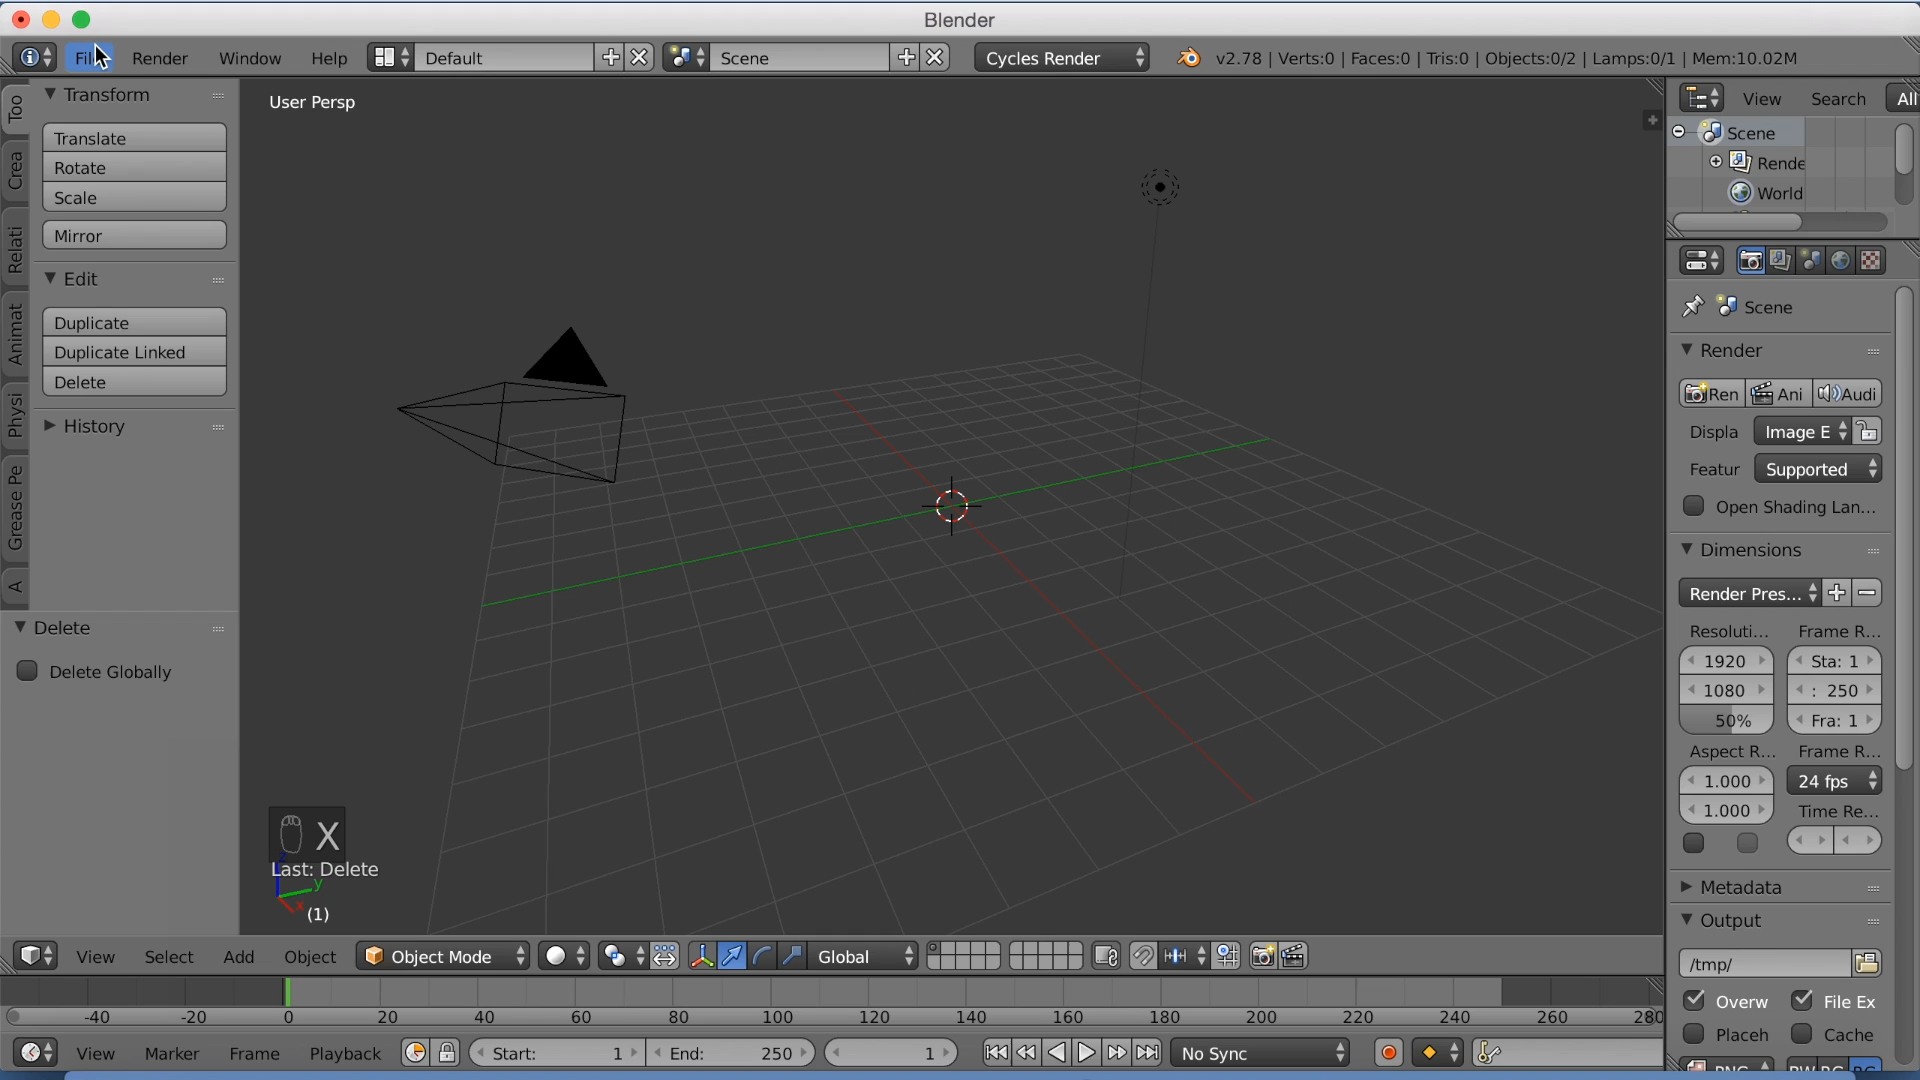 Blender
File Render Window Help Default Scene Cycles Render v2.78 | Verts:0 | Faces:0 | Tris:0 | Objects:0/2 | Lamps:0/1 | Mem:10.02M
Too
Crea
Relati
Animat
Physi
Grease Pe
A
Transform
Translate
Rotate
Scale
Mirror
Edit
Duplicate
Duplicate Linked
Delete
History
Delete
Delete Globally
User Persp
X
Last: Delete
z
y
x
(1)
View Search All
Scene
Rende
World
Scene
Render
Ren Ani Audi
Displa Image E
Featur Supported
Open Shading Lan...
Dimensions
Render Pres...
Resoluti... Frame R...
1920 Sta: 1
1080 : 250
50% Fra: 1
Aspect R... Frame R...
1.000 24 fps
1.000 Time Re...
Metadata
Output
/tmp/
Overw File Ex
Placeh Cache
PNG BW RG RG
View Select Add Object Object Mode Global
-40 -20 0 20 40 60 80 100 120 140 160 180 200 220 240 260 280
View Marker Frame Playback Start: 1 End: 250 1 No Sync